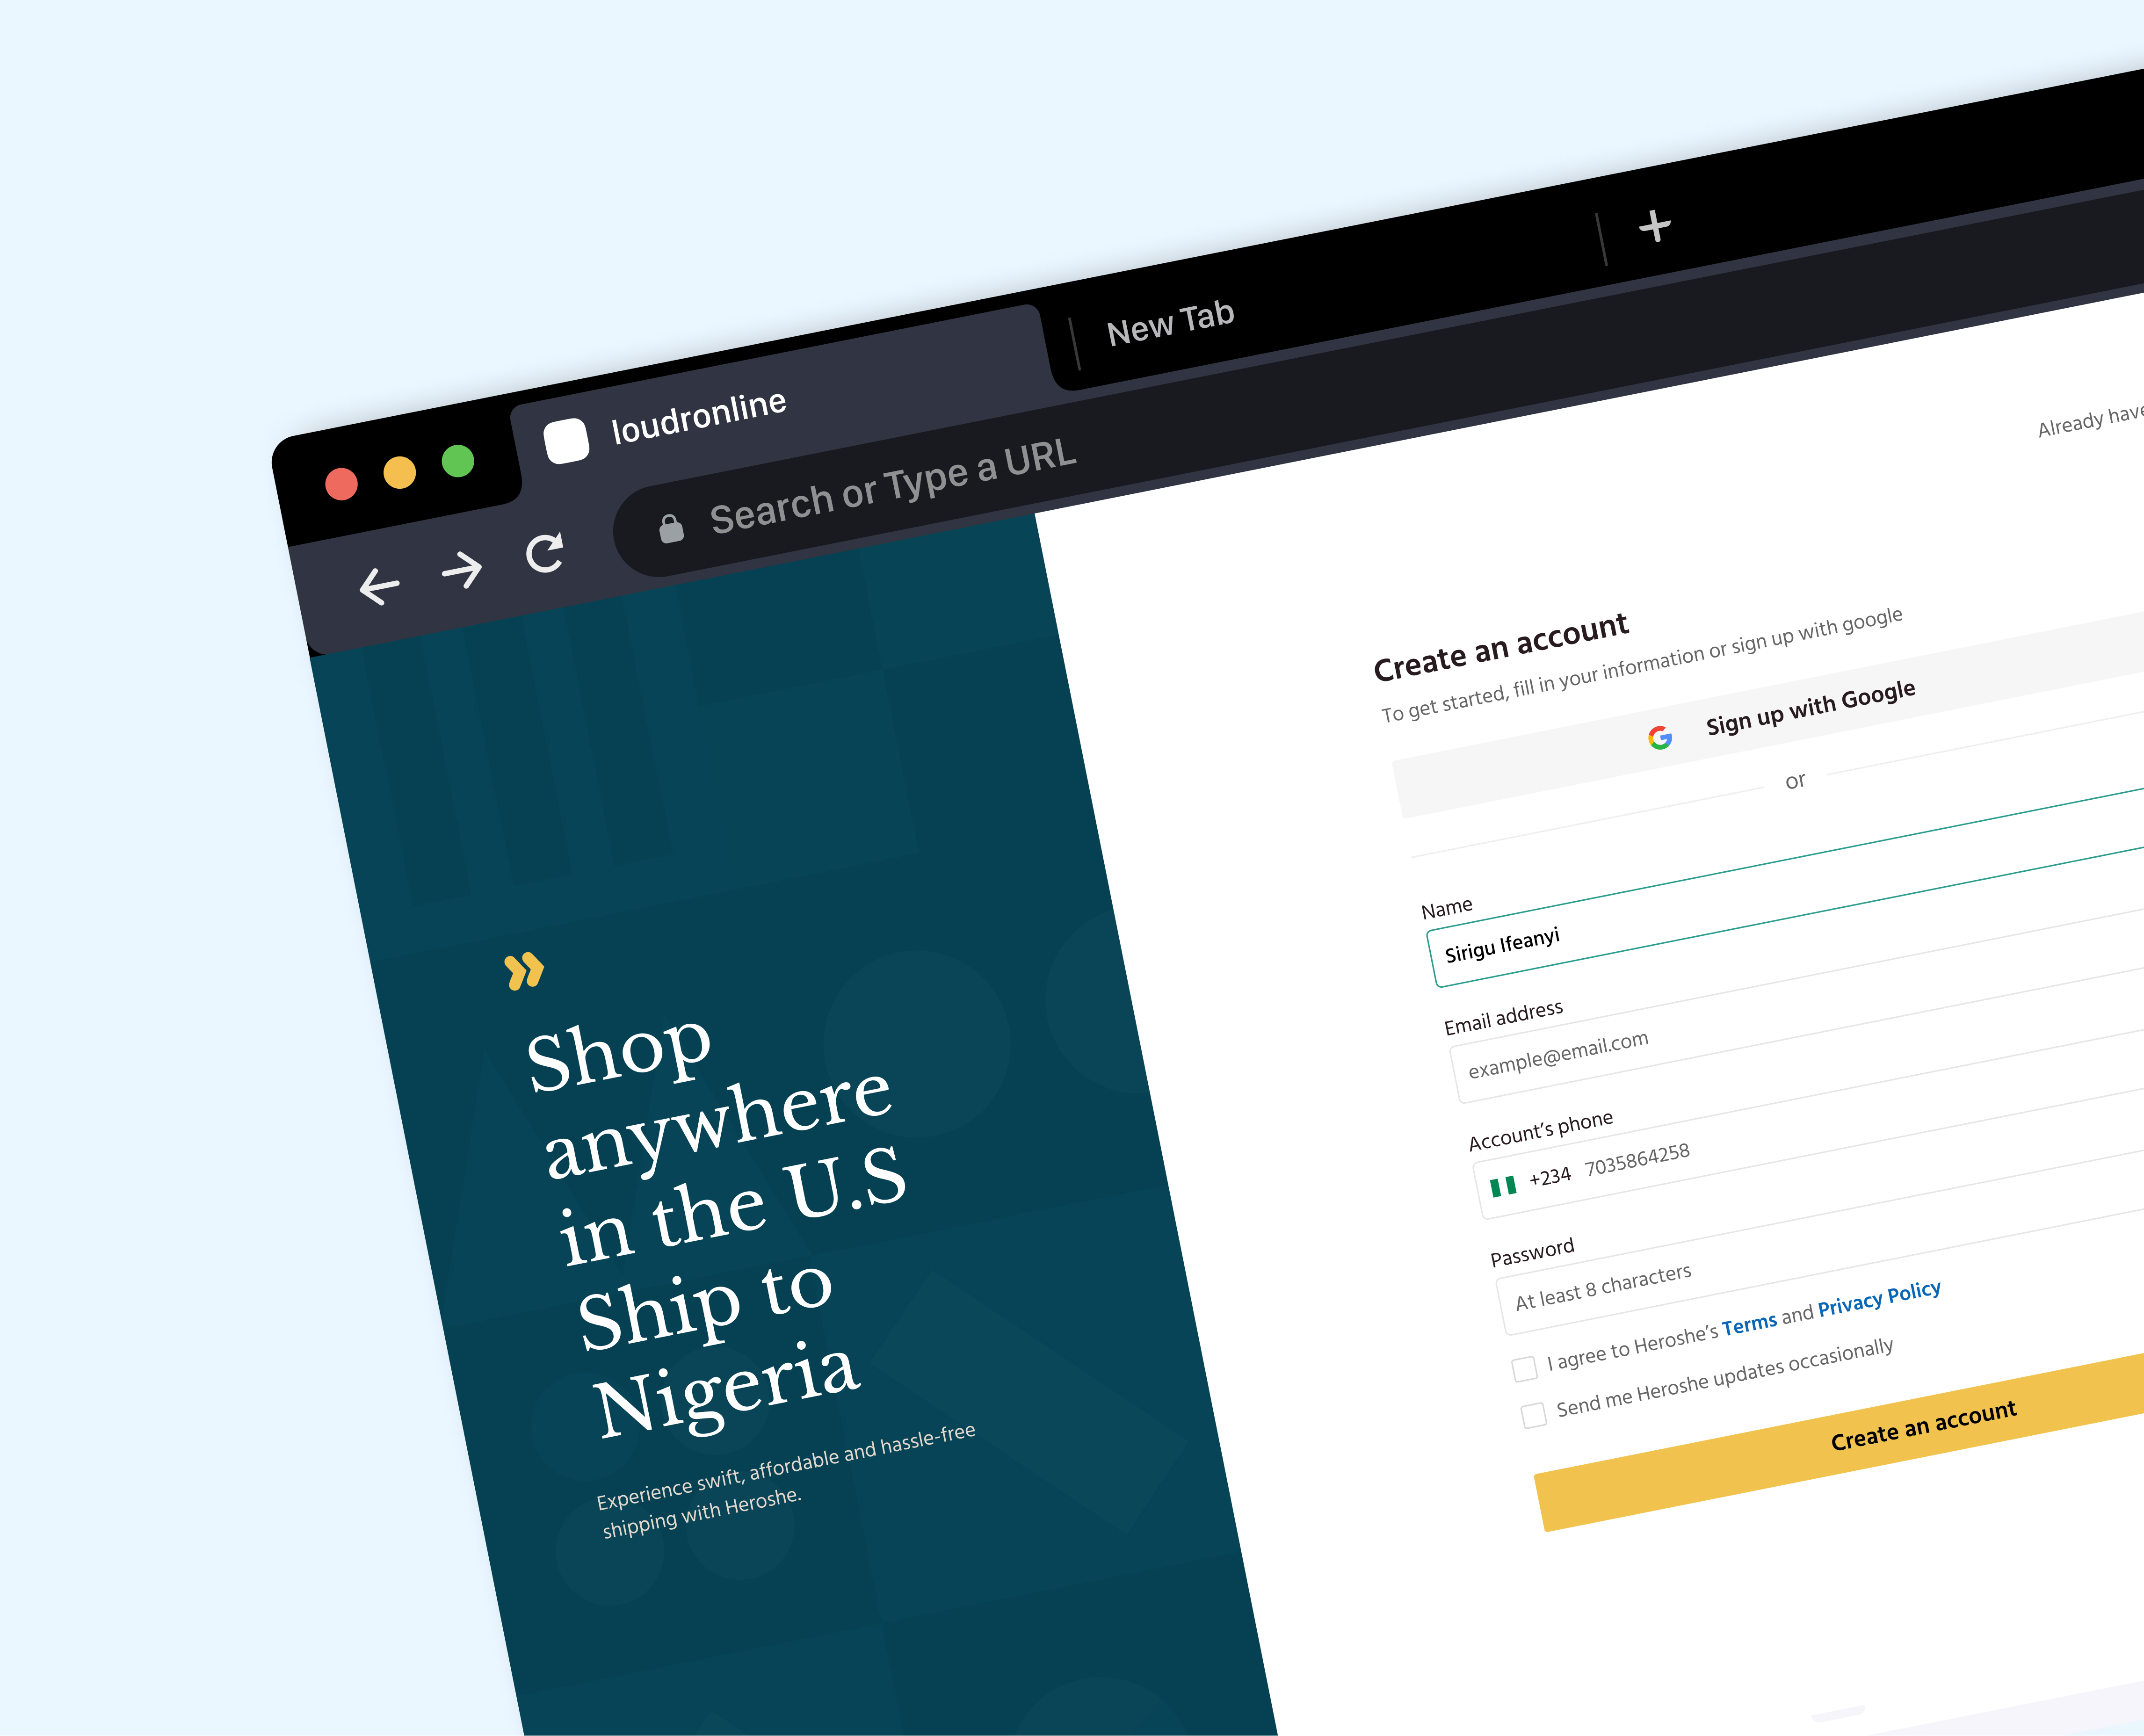 loudronline
New Tab
Search or Type a URL
Already have
Shop
anywhere
in the U.S
Ship to
Nigeria
Experience swift, affordable and hassle-free
shipping with Heroshe.
Create an account
To get started, fill in your information or sign up with google
Sign up with Google
or
Name
Sirigu Ifeanyi
Email address
example@email.com
Account's phone
+234 7035864258
Password
At least 8 characters
I agree to Heroshe's Terms and Privacy Policy
Send me Heroshe updates occasionally
Create an account